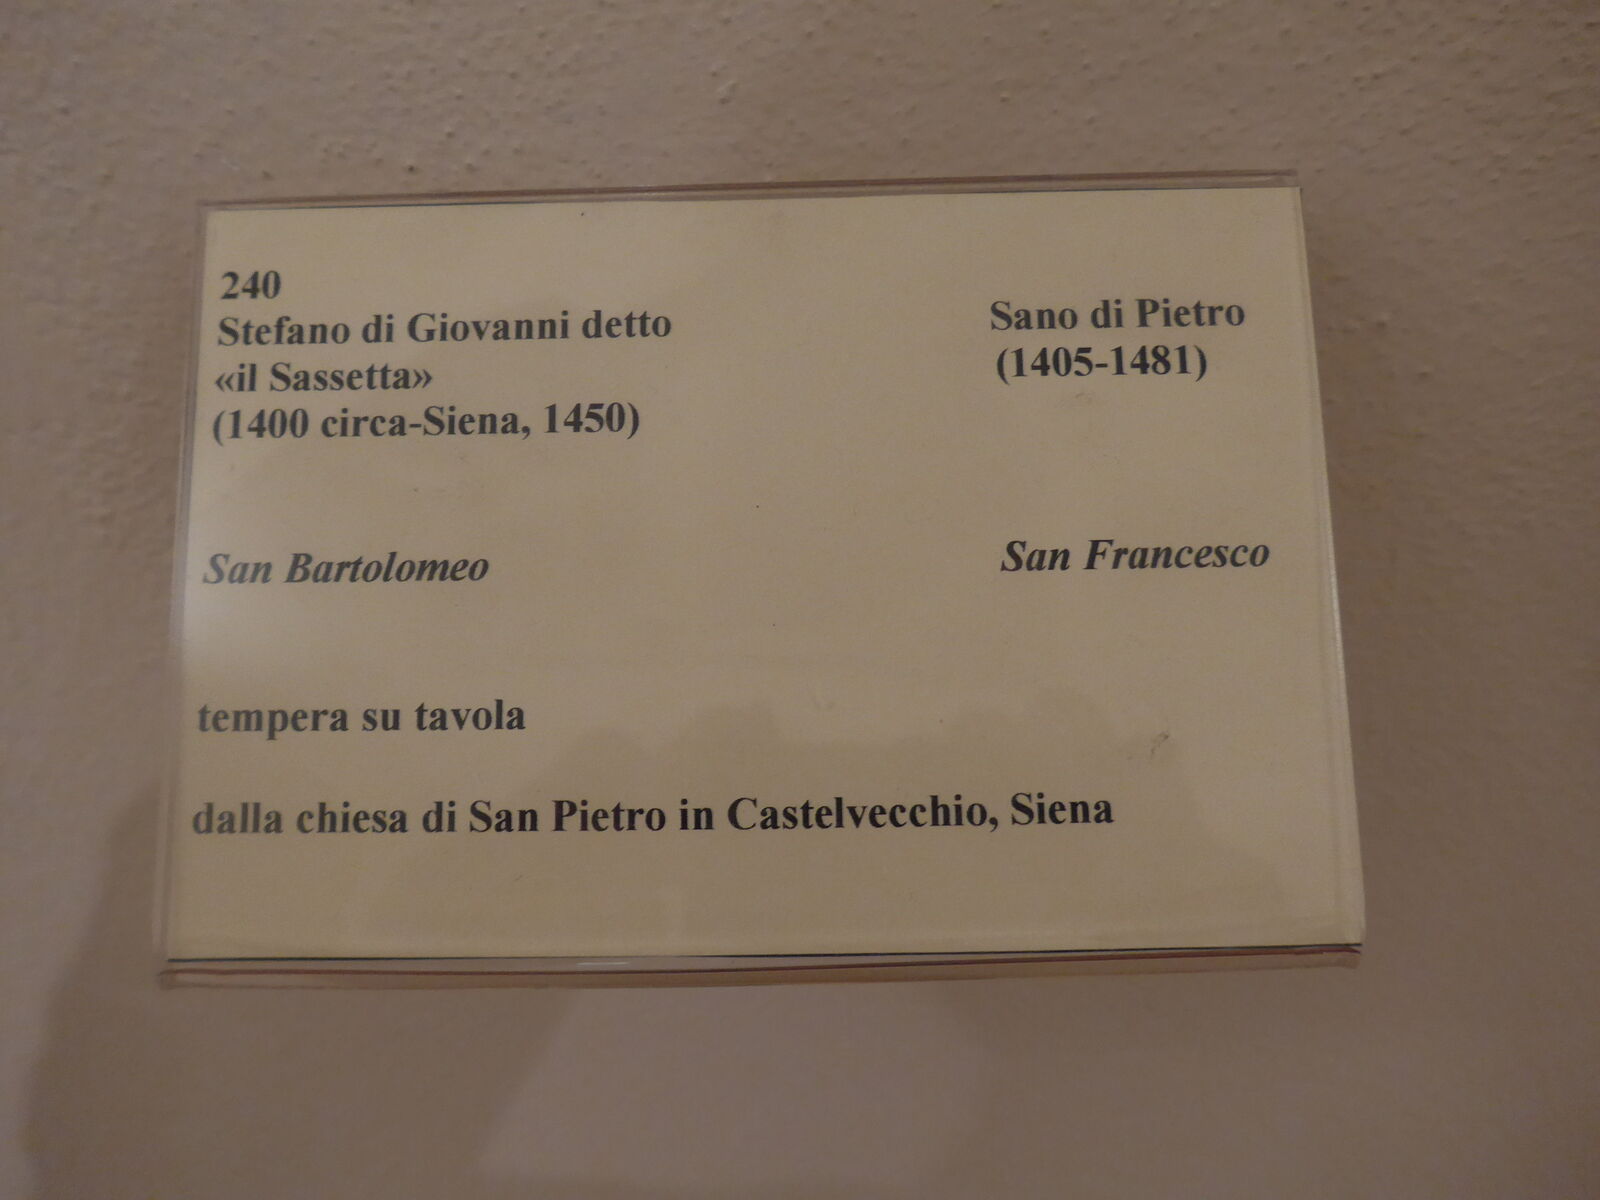 240
Stefano di Giovanni detto
«il Sassetta»
(1400 circa-Siena, 1450)
Sano di Pietro
(1405-1481)
San Bartolomeo
San Francesco
tempera su tavola
dalla chiesa di San Pietro in Castelvecchio, Siena